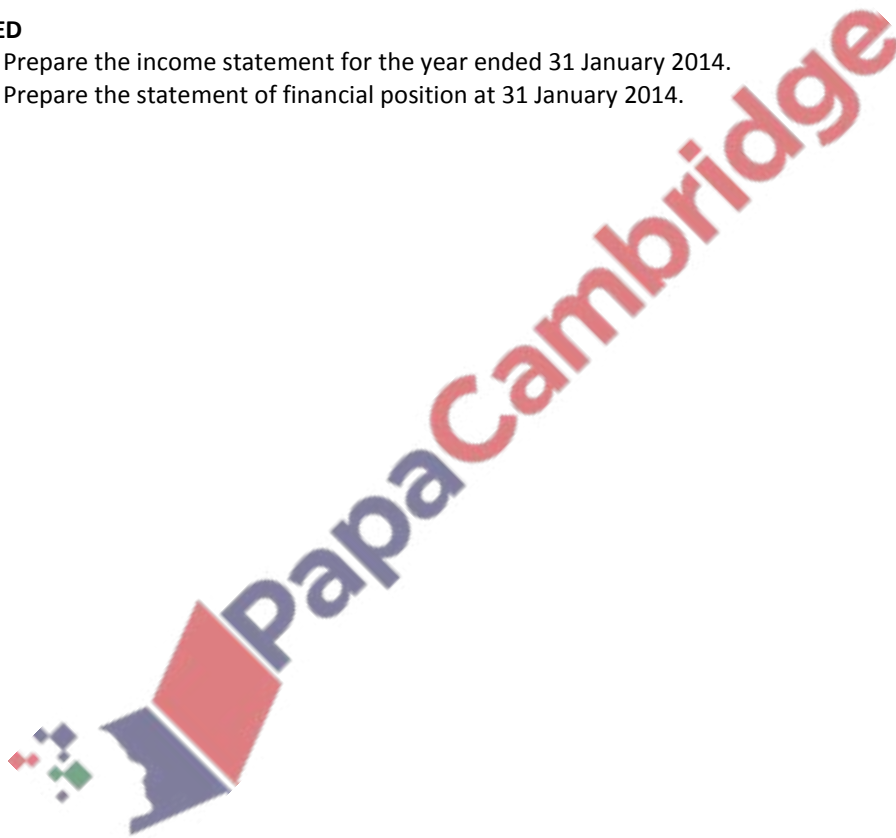 ED
Prepare the income statement for the year ended 31 January 2014.
Prepare the statement of financial position at 31 January 2014.
PapaCambridge